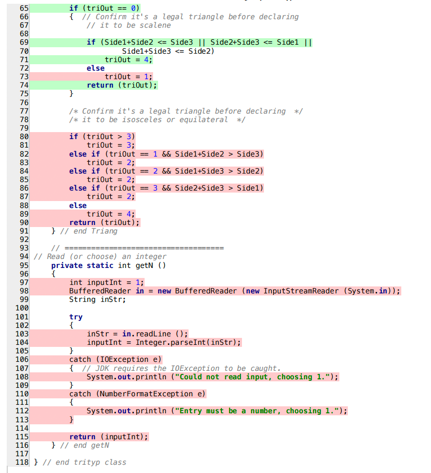 65 if (triOut == 0)
66 { // Confirm it's a legal triangle before declaring
67 // it to be scalene
68
69 if (Side1+Side2 <= Side3 || Side2+Side3 <= Side1 ||
70 Side1+Side3 <= Side2)
71 triOut = 4;
72 else
73 triOut = 1;
74 return (triOut);
75 }
76
77 /* Confirm it's a legal triangle before declaring */
78 /* it to be isosceles or equilateral */
79
80 if (triOut > 3)
81 triOut = 3;
82 else if (triOut == 1 && Side1+Side2 > Side3)
83 triOut = 2;
84 else if (triOut == 2 && Side1+Side3 > Side2)
85 triOut = 2;
86 else if (triOut == 3 && Side2+Side3 > Side1)
87 triOut = 2;
88 else
89 triOut = 4;
90 return (triOut);
91 } // end Triang
92
93 // =====================================
94 // Read (or choose) an integer
95 private static int getN ()
96 {
97 int inputInt = 1;
98 BufferedReader in = new BufferedReader (new InputStreamReader (System.in));
99 String inStr;
100
101 try
102 {
103 inStr = in.readLine ();
104 inputInt = Integer.parseInt(inStr);
105 }
106 catch (IOException e)
107 { // JDK requires the IOException to be caught.
108 System.out.println ("Could not read input, choosing 1.");
109 }
110 catch (NumberFormatException e)
111 {
112 System.out.println ("Entry must be a number, choosing 1.");
113 }
114
115 return (inputInt);
116 } // end getN
117
118 } // end trityp class